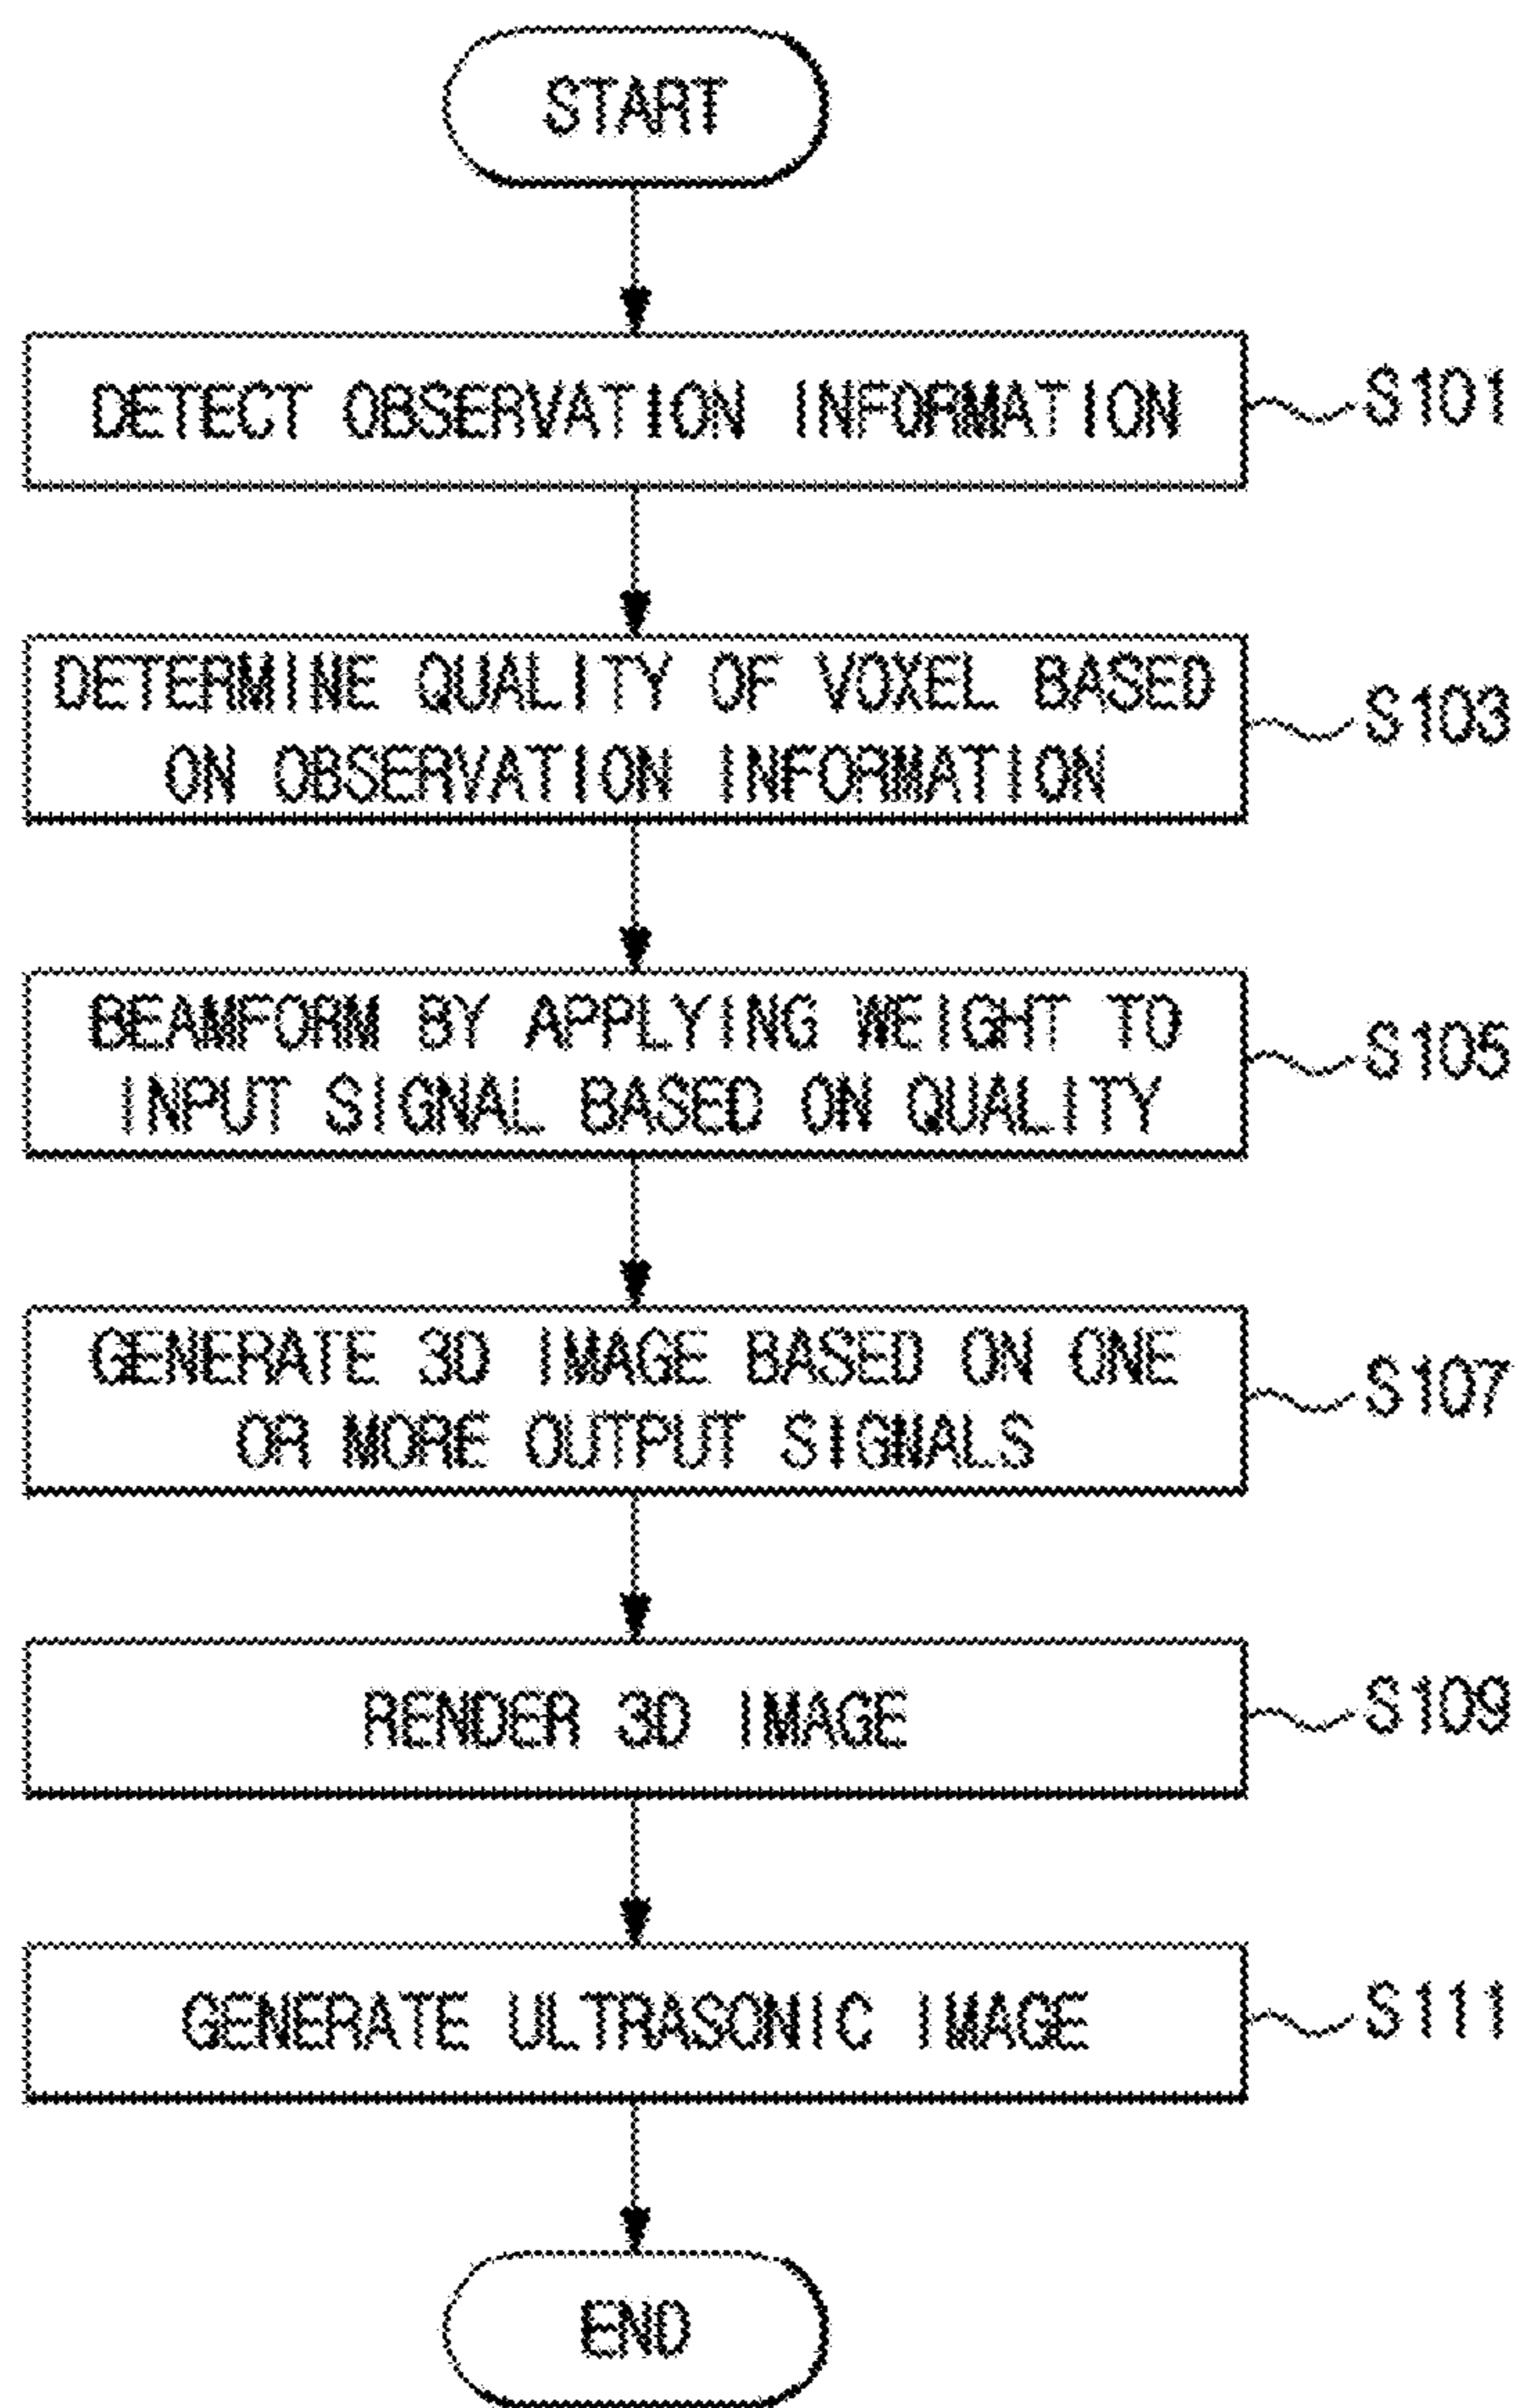 START
DETECT OBSERVATION INFORMATION
S101
DETERMINE QUALITY OF VOXEL BASED
ON OBSERVATION INFORMATION
S103
BEAMFORM BY APPLYING WEIGHT TO
INPUT SIGNAL BASED ON QUALITY
S105
GENERATE 3D IMAGE BASED ON ONE
OR MORE OUTPUT SIGNALS
S107
RENDER 3D IMAGE
S109
GENERATE ULTRASONIC IMAGE
S111
END